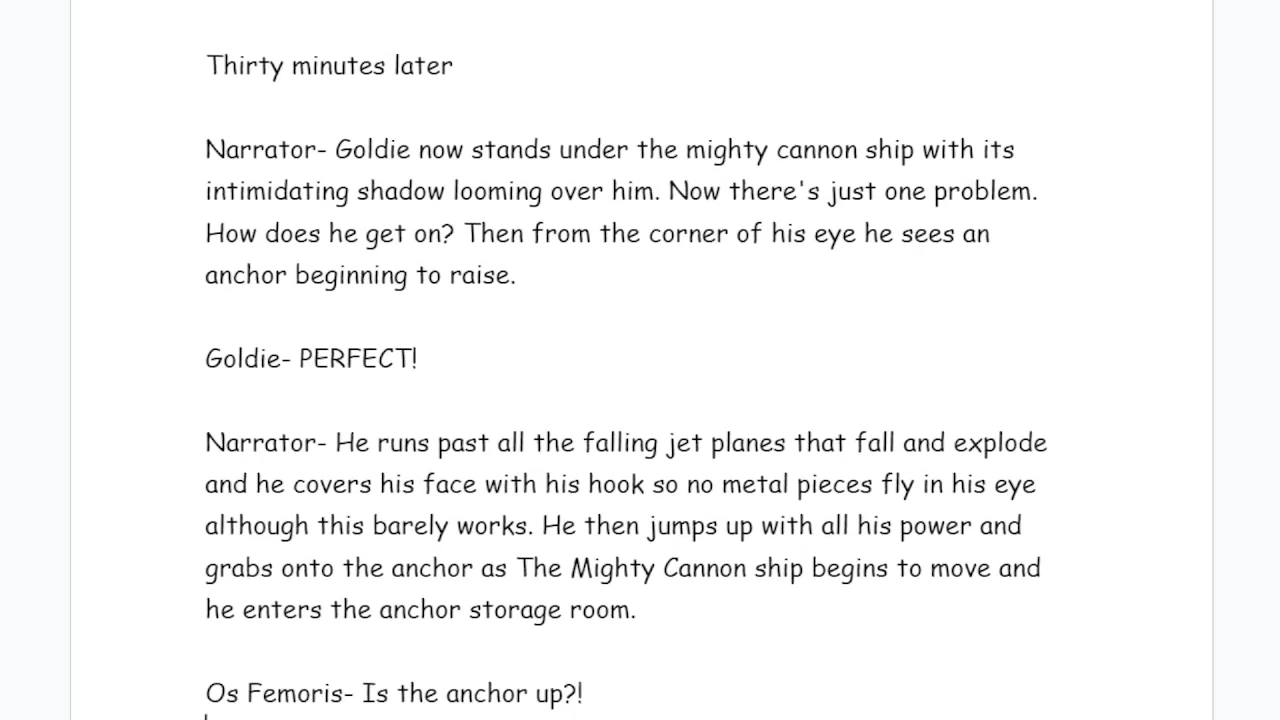 Thirty minutes later
Narrator- Goldie now stands under the mighty cannon ship with its
intimidating shadow looming over him. Now there's just one problem.
How does he get on? Then from the corner of his eye he sees an
anchor beginning to raise.
Goldie- PERFECT!
Narrator- He runs past all the falling jet planes that fall and explode
and he covers his face with his hook so no metal pieces fly in his eye
although this barely works. He then jumps up with all his power and
grabs onto the anchor as The Mighty Cannon ship begins to move and
he enters the anchor storage room.
Os Femoris- Is the anchor up?!